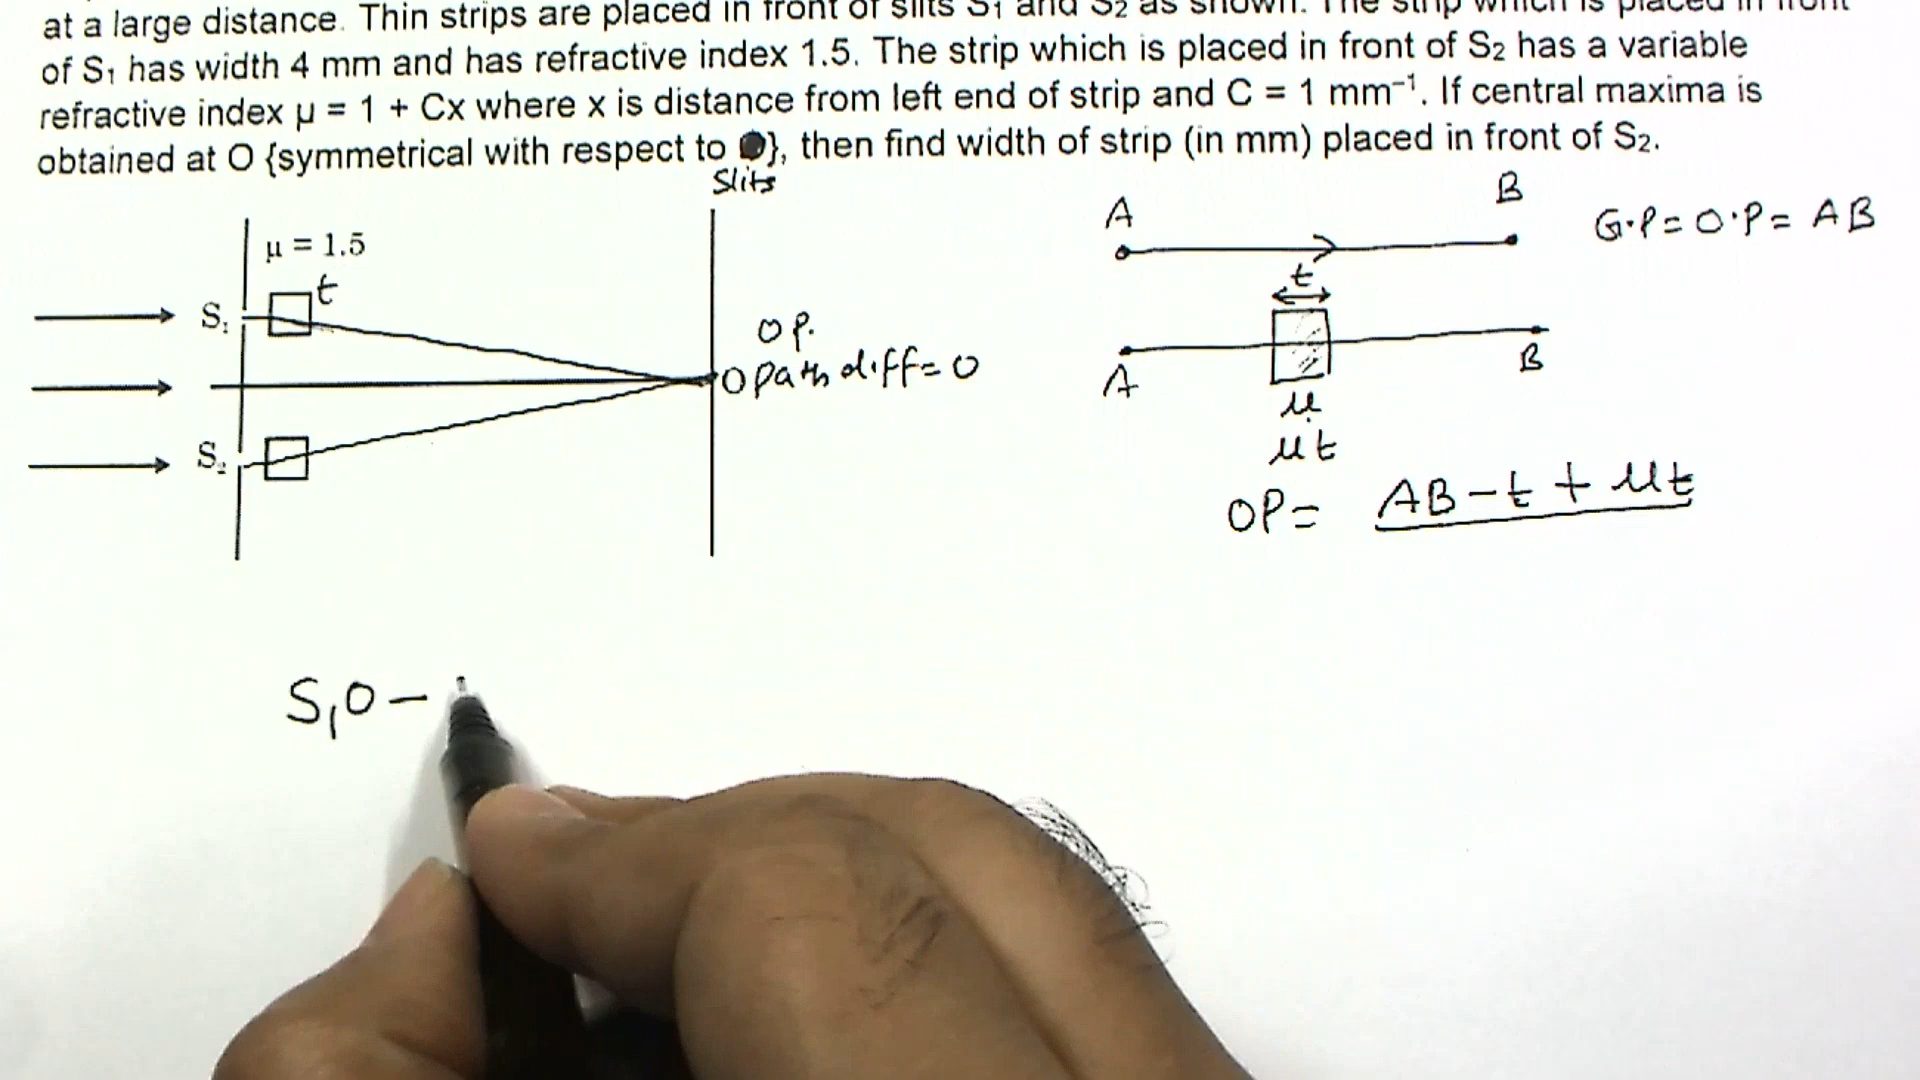 at a large distance. Thin strips are placed in front of slits S₁ and S₂ as shown. The strip which is placed in front
of S₁ has width 4 mm and has refractive index 1.5. The strip which is placed in front of S₂ has a variable
refractive index μ = 1 + Cx where x is distance from left end of strip and C = 1 mm⁻¹. If central maxima is
obtained at O {symmetrical with respect to }, then find width of strip (in mm) placed in front of S₂.
Slits
μ = 1.5
t
S₁
S₂
O.P.
O Path diff = 0
A B G.P = O.P = AB
t
A B
μ
μt
OP = AB - t + μt
S₁O -